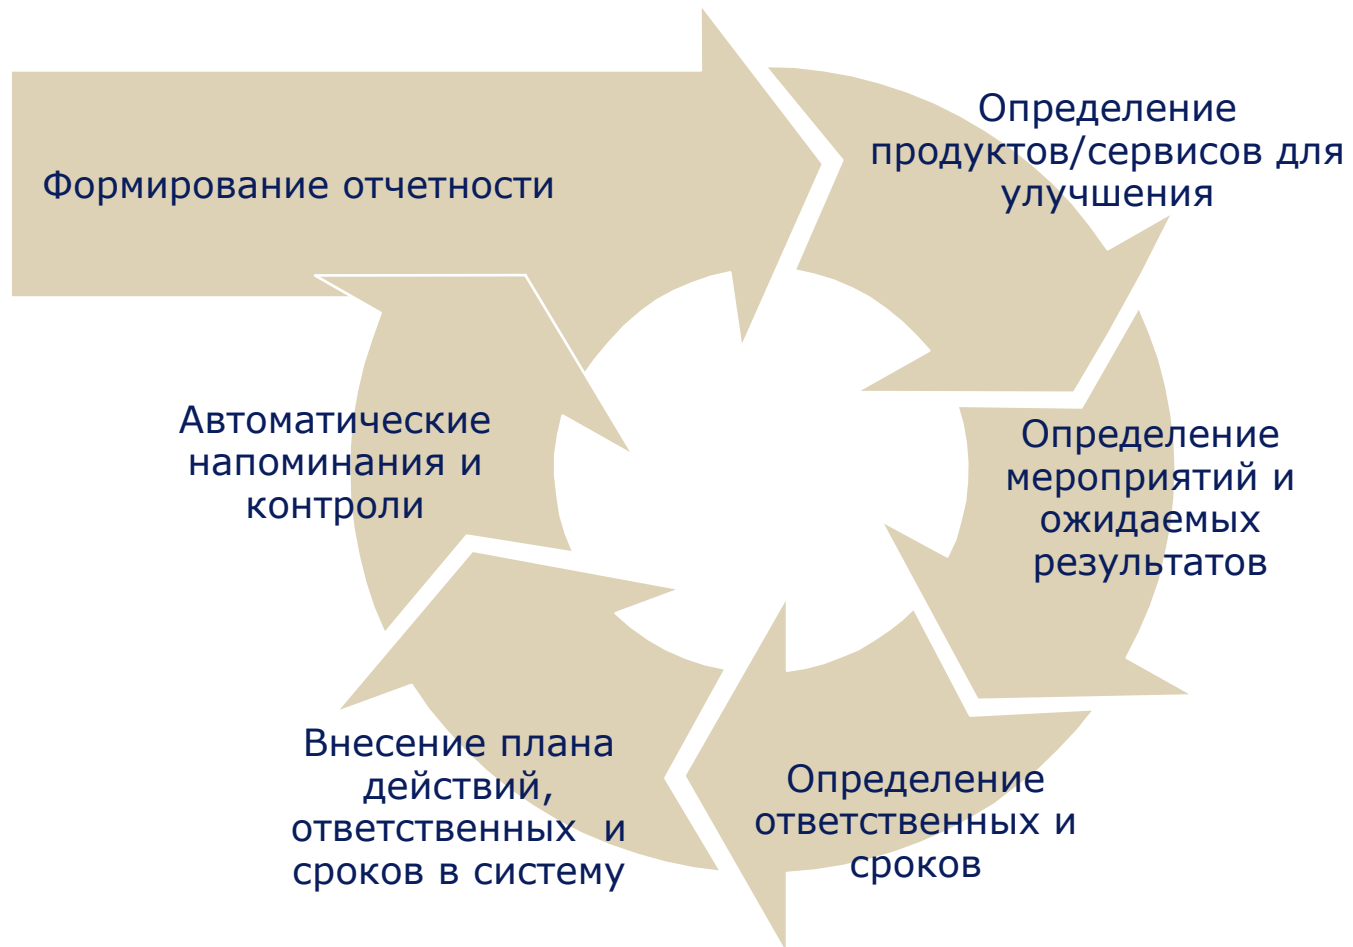 Формирование отчетности
Определение
продуктов/сервисов для
улучшения
Определение
мероприятий и
ожидаемых
результатов
Определение
ответственных и
сроков
Внесение плана
действий,
ответственных  и
сроков в систему
Автоматические
напоминания и
контроли